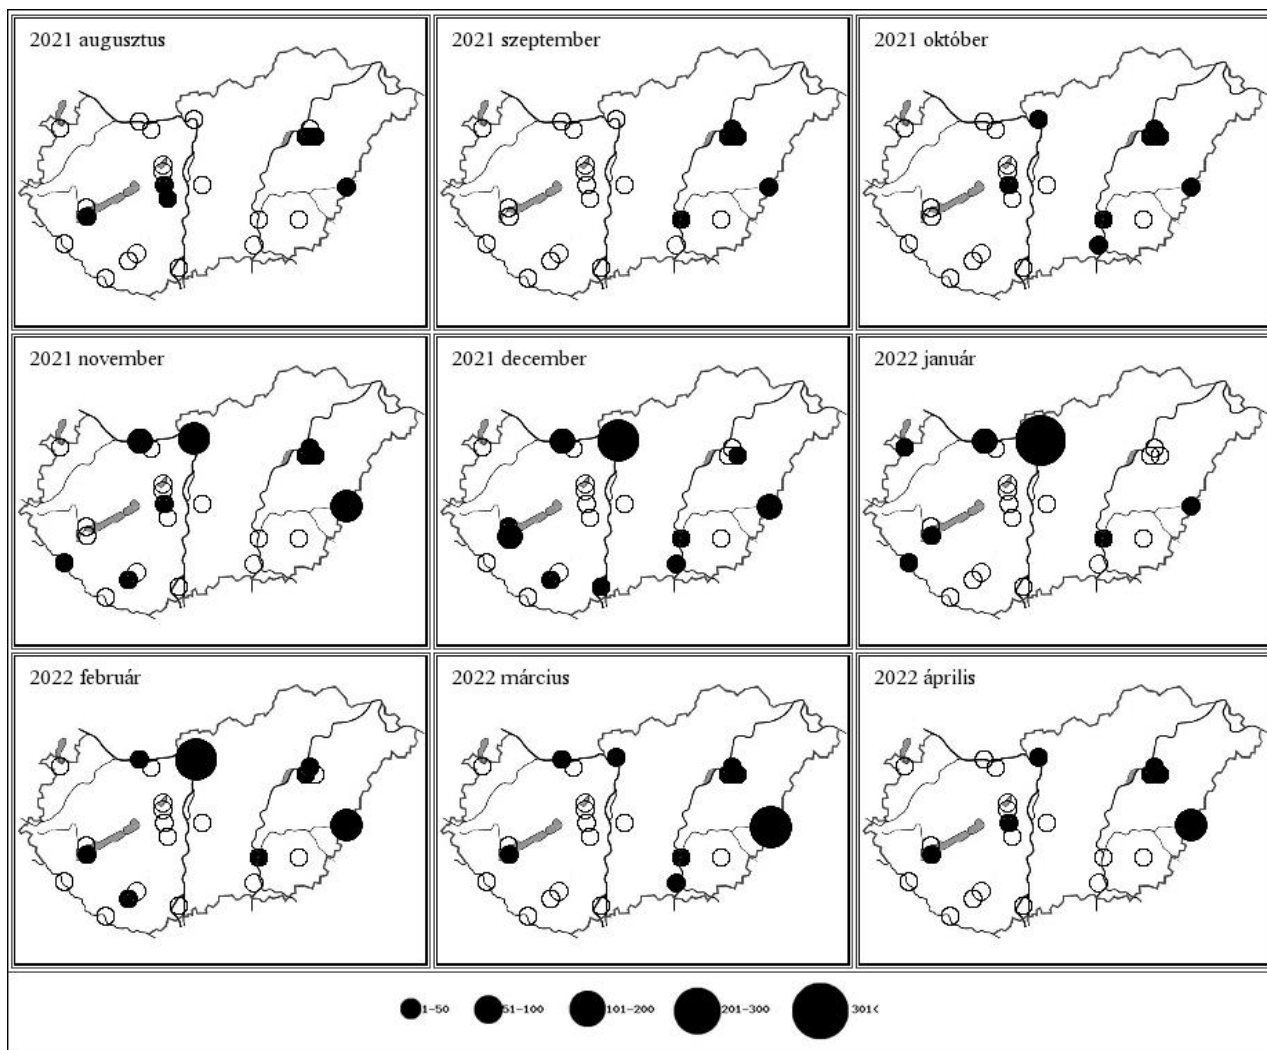 2021 augusztus
2021 szeptember
2021 október
2021 november
2021 december
2022 január
2022 február
2022 március
2022 április
1-50
51-100
101-200
201-300
301<